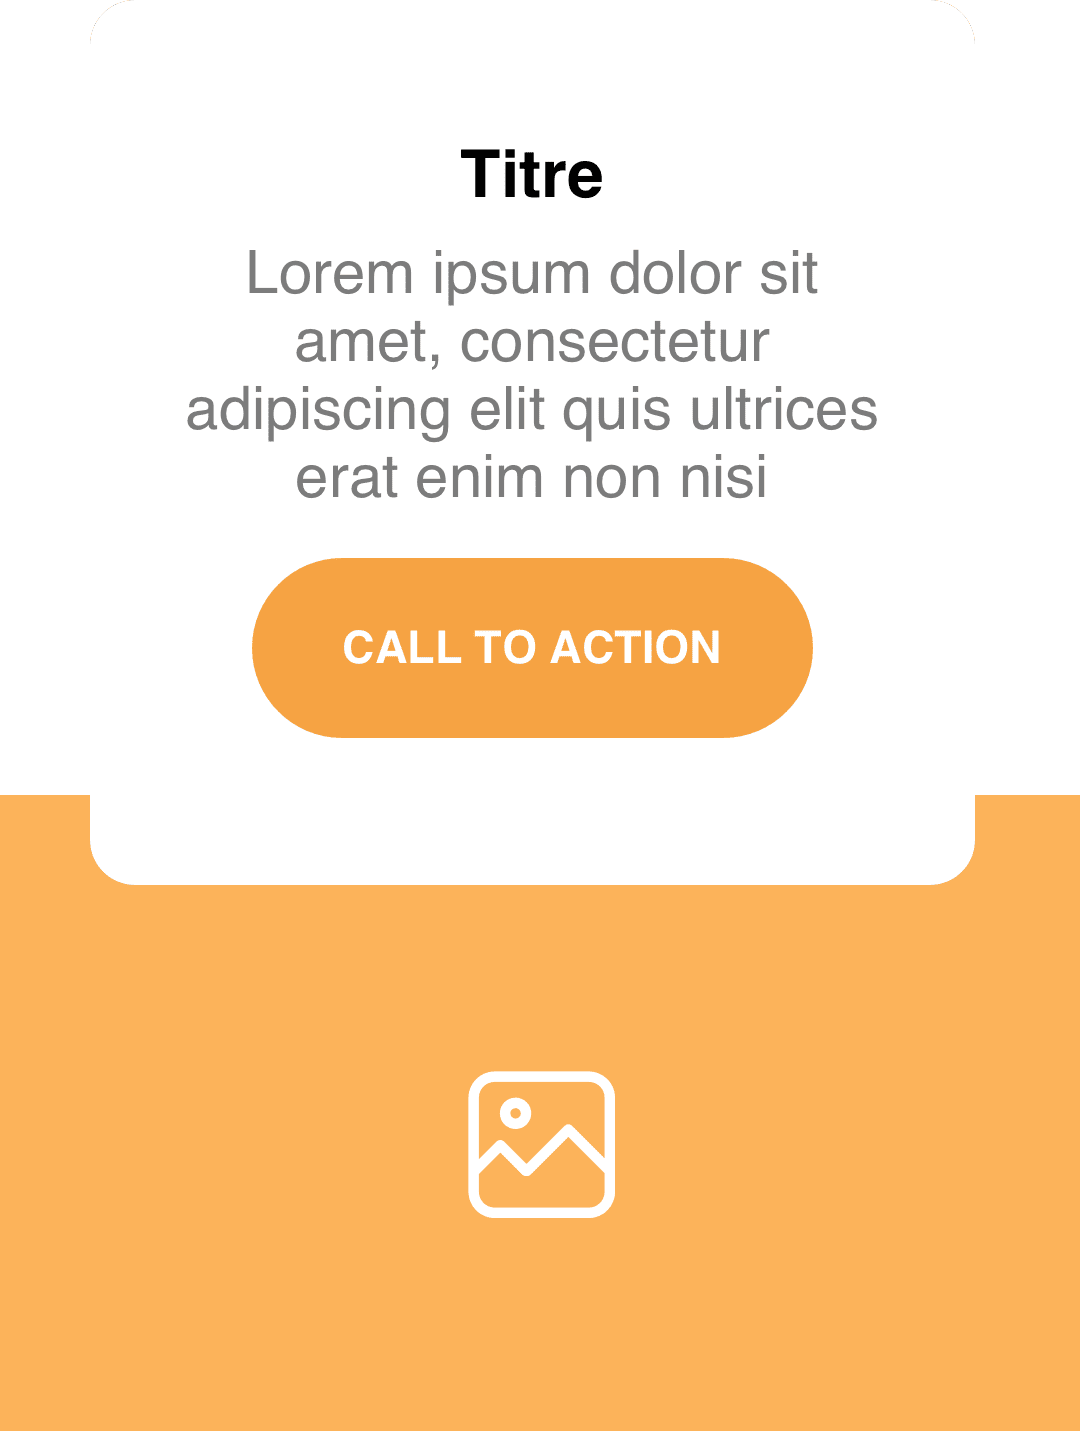 Titre
Lorem ipsum dolor sit
amet, consectetur
adipiscing elit quis ultrices
erat enim non nisi
CALL TO ACTION